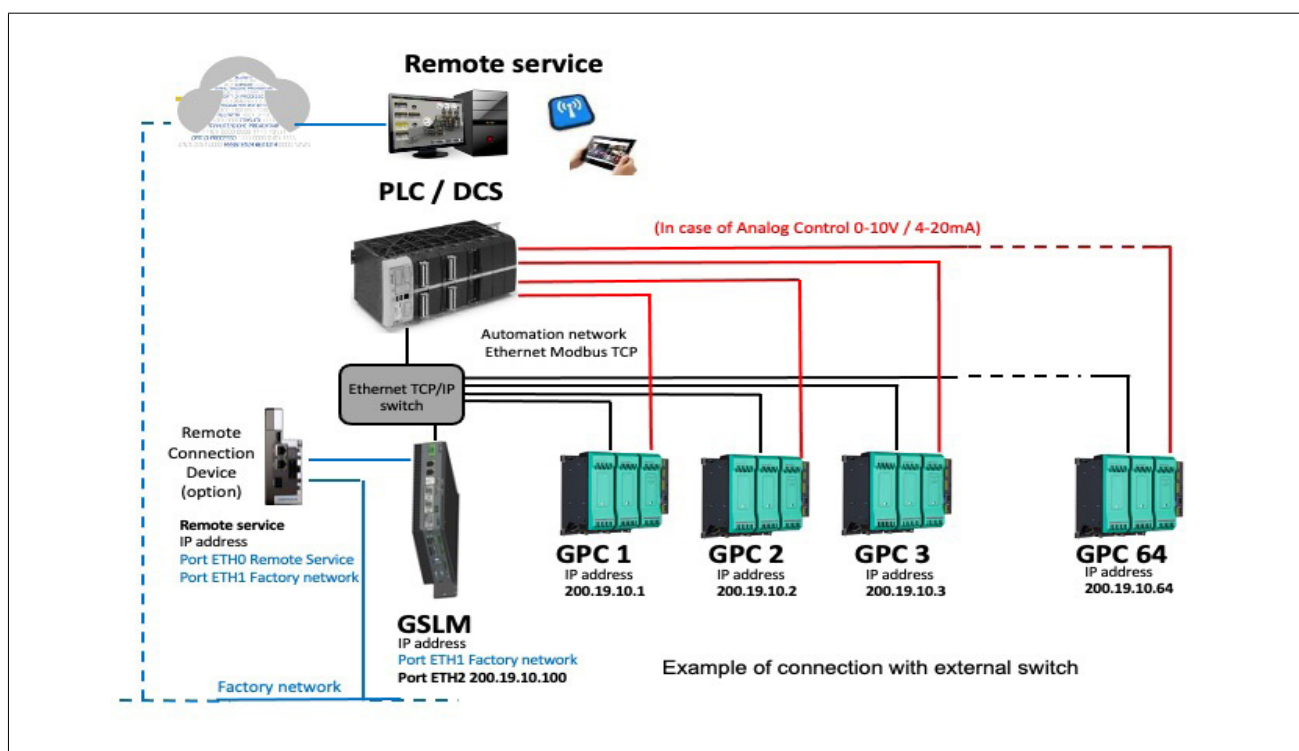 Remote service
PLC / DCS
(In case of Analog Control 0-10V / 4-20mA)
Automation network
Ethernet Modbus TCP
Ethernet TCP/IP
switch
Remote
Connection
Device
(option)
Remote service
IP address
Port ETH0 Remote Service
Port ETH1 Factory network
GSLM
IP address
Port ETH1 Factory network
Port ETH2 200.19.10.100
GPC 1
IP address
200.19.10.1
GPC 2
IP address
200.19.10.2
GPC 3
IP address
200.19.10.3
GPC 64
IP address
200.19.10.64
Example of connection with external switch
Factory network